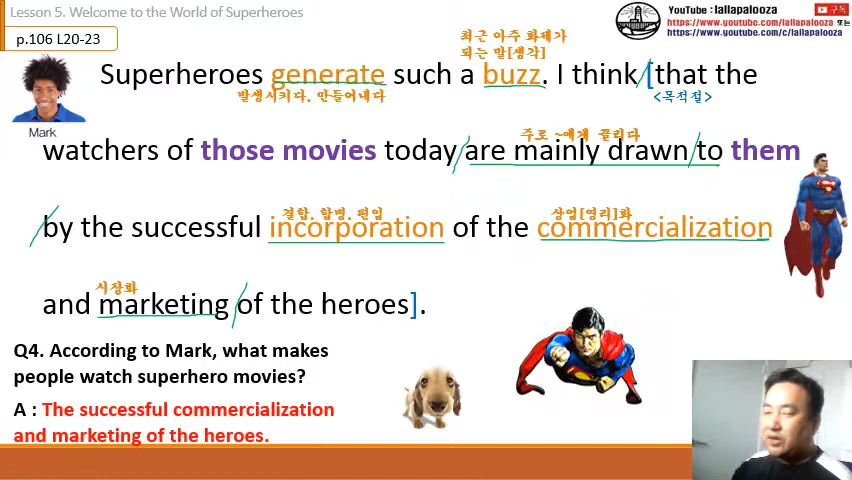 Lesson 5. Welcome to the World of Superheroes
p.106 L20-23
YouTube : lallapalooza
구독
https://www.youtube.com/lallapalooza 또는
https://www.youtube.com/c/lallapalooza
최근 아주 화제가
되는 말[생각]
Superheroes generate such a buzz. I think [that the
발생시키다. 만들어내다
<목적절>
Mark
주로 ~에게 끌리다
watchers of those movies today are mainly drawn to them
결합. 합병. 편입
상업[영리]화
by the successful incorporation of the commercialization
시장화
and marketing of the heroes].
Q4. According to Mark, what makes
people watch superhero movies?
A : The successful commercialization
and marketing of the heroes.